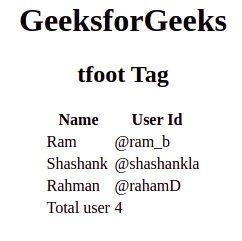 GeeksforGeeks
tfoot Tag
Name User Id
Ram @ram_b
Shashank @shashankla
Rahman @rahamD
Total user 4